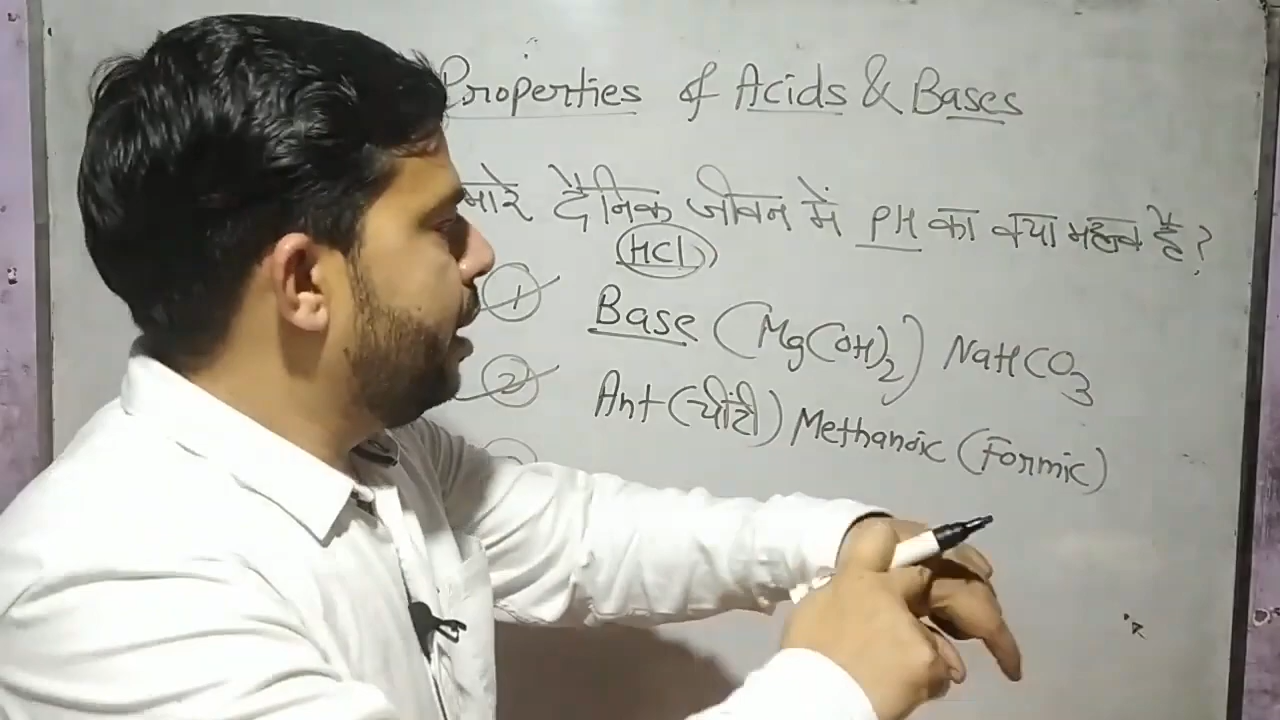 Properties of Acids & Bases
मारे दैनिक जीवन में PH का क्या महत्व है?
(HCl)
1 Base (Mg(OH)2) NaHCO3
2 Ant (चींटी) Methanoic (Formic)